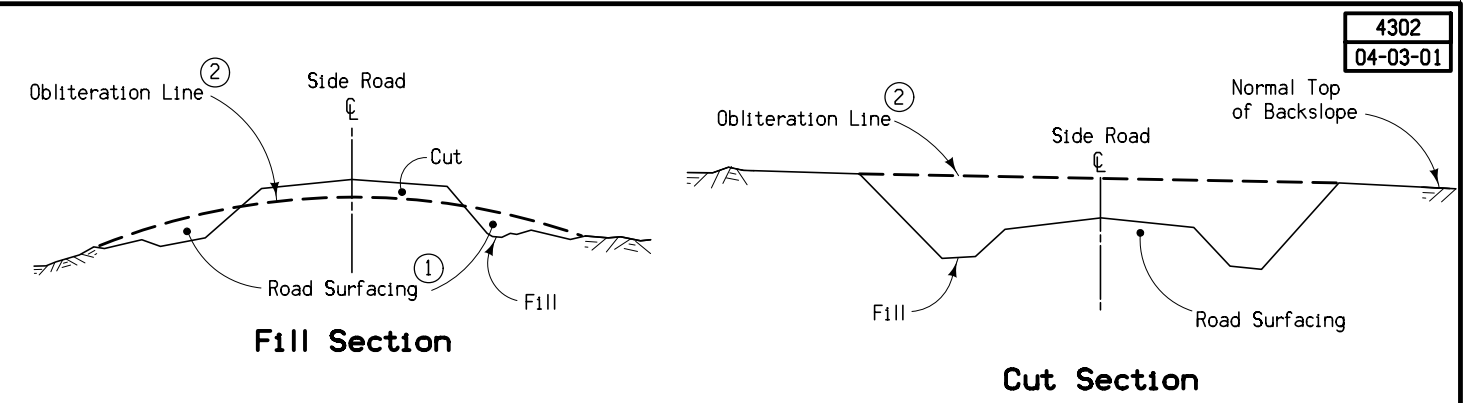 4302
04-03-01
Obliteration Line ②
Side Road
℄
Cut
Road Surfacing ①
Fill
Fill Section
Normal Top
of Backslope
Obliteration Line ②
Side Road
℄
Fill
Road Surfacing
Cut Section